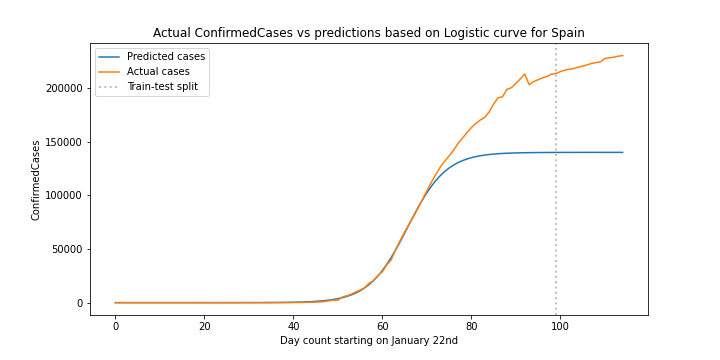 Actual ConfirmedCases vs predictions based on Logistic curve for Spain
Predicted cases
Actual cases
Train-test split
200000
150000
100000
50000
0
ConfirmedCases
0 20 40 60 80 100
Day count starting on January 22nd